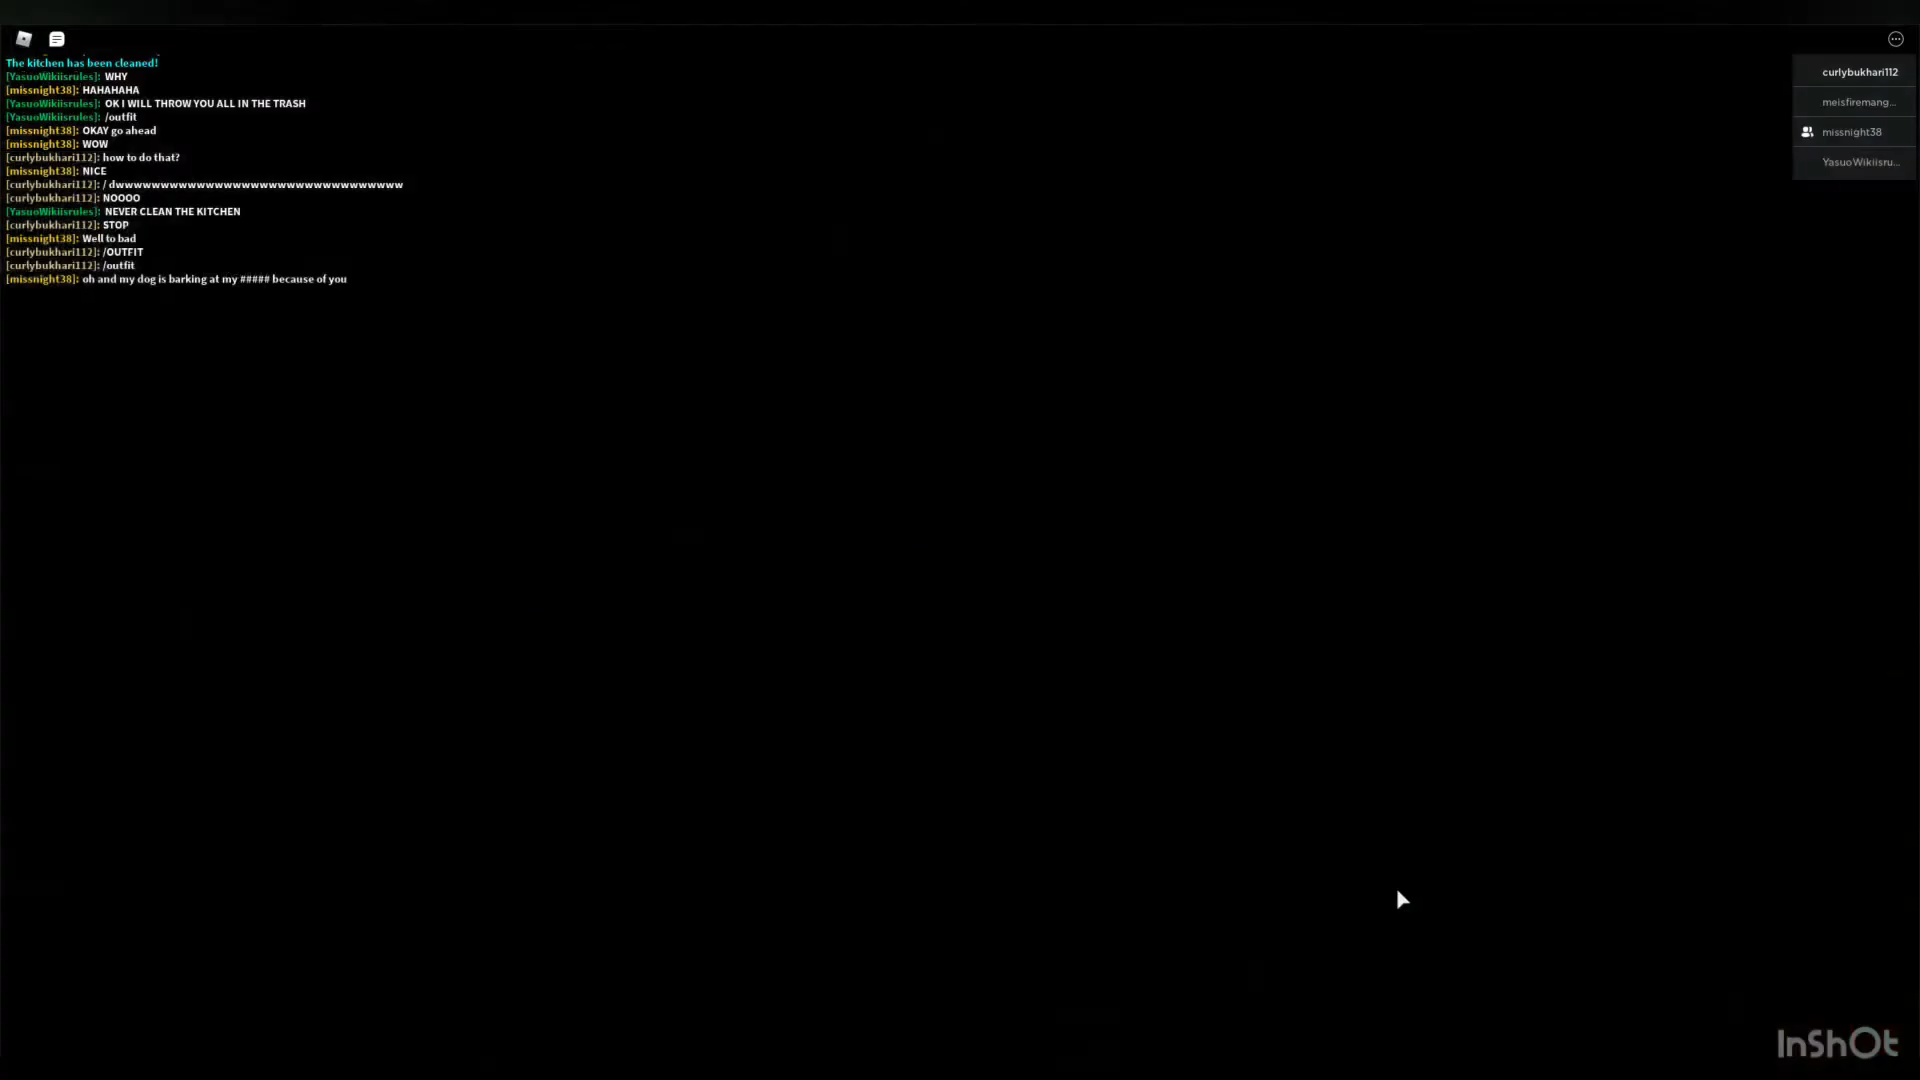 The kitchen has been cleaned!
[YasuoWikiisrules]: WHY
[missnight38]: HAHAHAHA
[YasuoWikiisrules]: OK I WILL THROW YOU ALL IN THE TRASH
[YasuoWikiisrules]: /outfit
[missnight38]: OKAY go ahead
[missnight38]: WOW
[curlybukhari112]: how to do that?
[missnight38]: NICE
[curlybukhari112]: / dwwwwwwwwwwwwwwwwwwwwwwwwwwwwwwww
[curlybukhari112]: NOOOO
[YasuoWikiisrules]: NEVER CLEAN THE KITCHEN
[curlybukhari112]: STOP
[missnight38]: Well to bad
[curlybukhari112]: /OUTFIT
[curlybukhari112]: /outfit
[missnight38]: oh and my dog is barking at my ##### because of you
curlybukhari112
meisfiremang...
missnight38
YasuoWikiisru...
InShOt